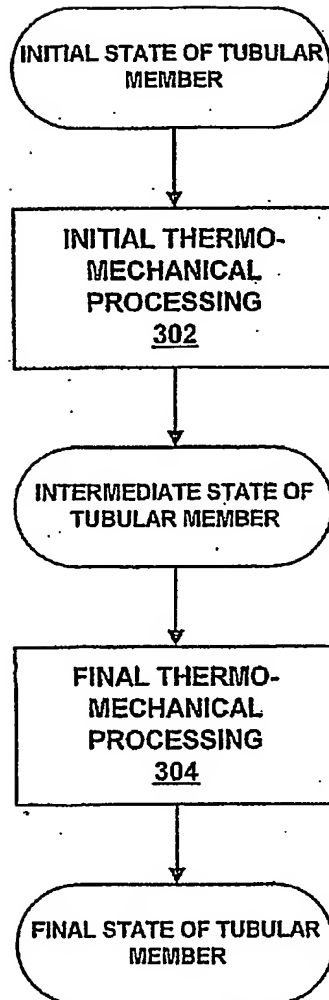 INITIAL STATE OF TUBULAR
MEMBER
INITIAL THERMO-
MECHANICAL
PROCESSING
302
INTERMEDIATE STATE OF
TUBULAR MEMBER
FINAL THERMO-
MECHANICAL
PROCESSING
304
FINAL STATE OF TUBULAR
MEMBER